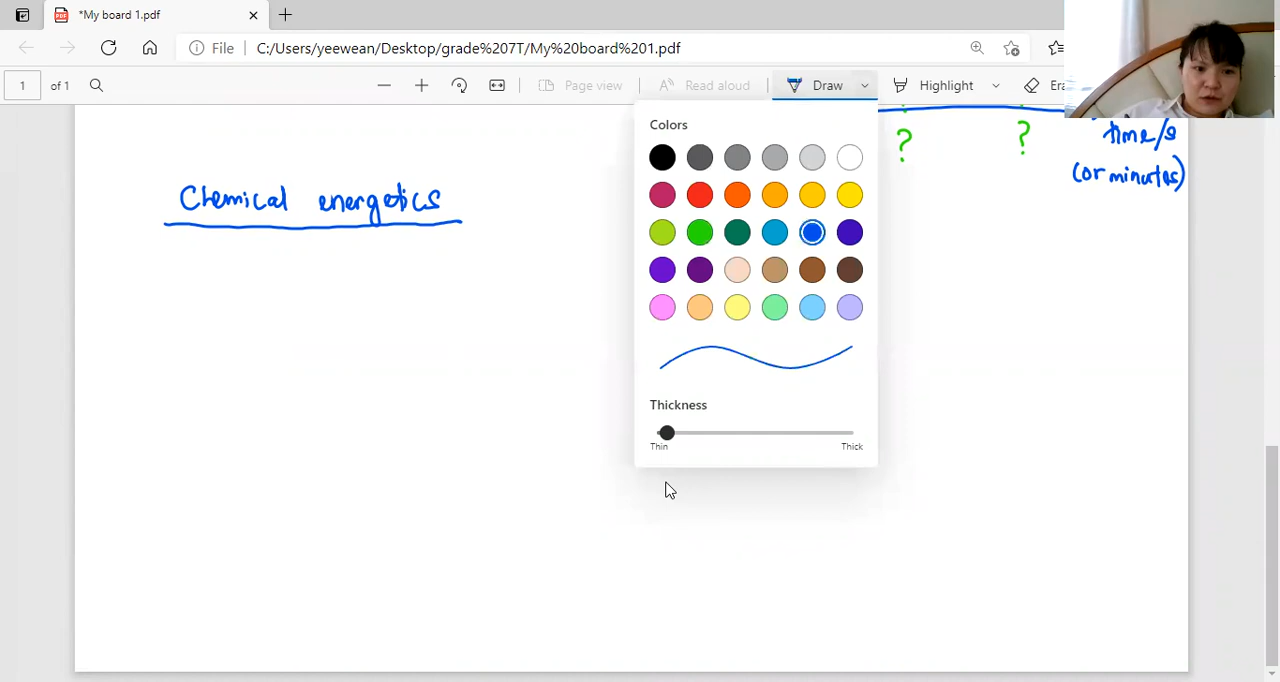 *My board 1.pdf
File C:/Users/yeewean/Desktop/grade%207T/My%20board%201.pdf
1 of 1 Page view Read aloud Draw Highlight Era
Colors
? ? time/s
(or minutes)
Chemical energetics
Thickness
Thin Thick